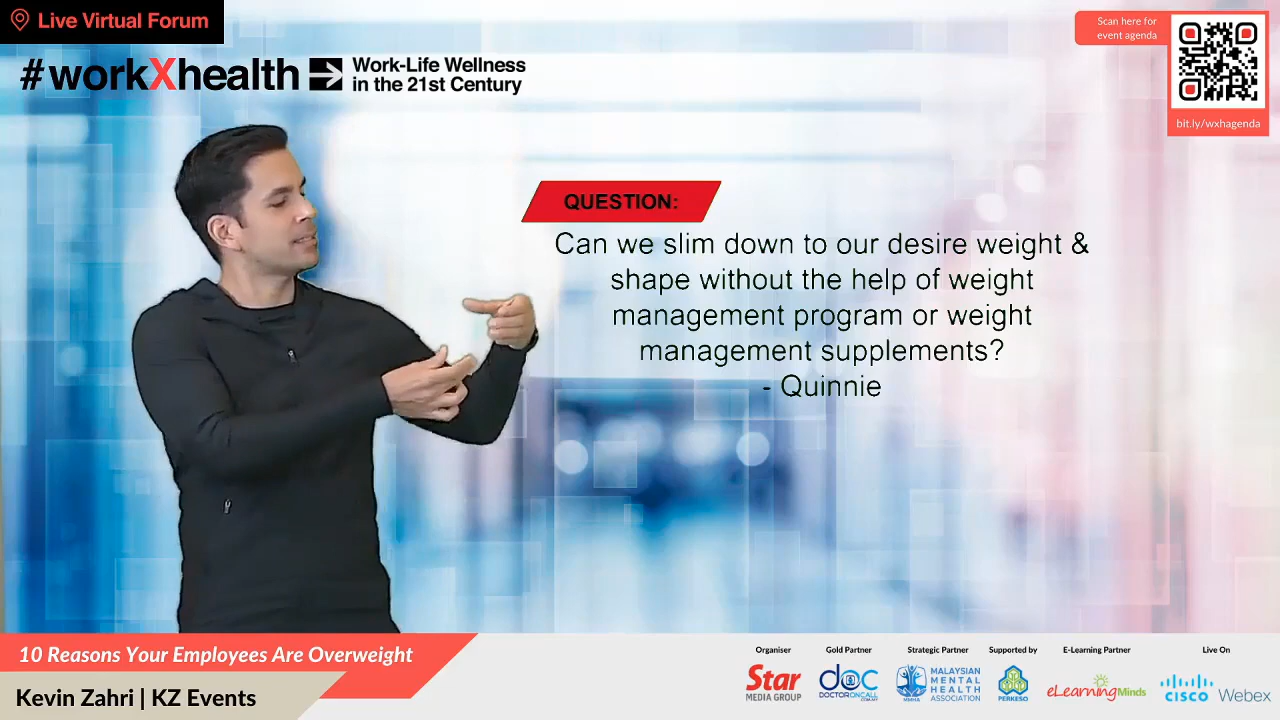 Live Virtual Forum
Scan here for
event agenda
#workXhealth
Work-Life Wellness
in the 21st Century
bit.ly/wxhagenda
QUESTION:
Can we slim down to our desire weight &
shape without the help of weight
management program or weight
management supplements?
- Quinnie
10 Reasons Your Employees Are Overweight
Kevin Zahri | KZ Events
Organiser
Gold Partner
Strategic Partner
Supported by
E-Learning Partner
Live On
Star
MEDIA GROUP
doc
DOCTORONCALL
MMHA
MALAYSIAN
MENTAL
HEALTH
ASSOCIATION
PERKESO
eLearningMinds
CISCO Webex